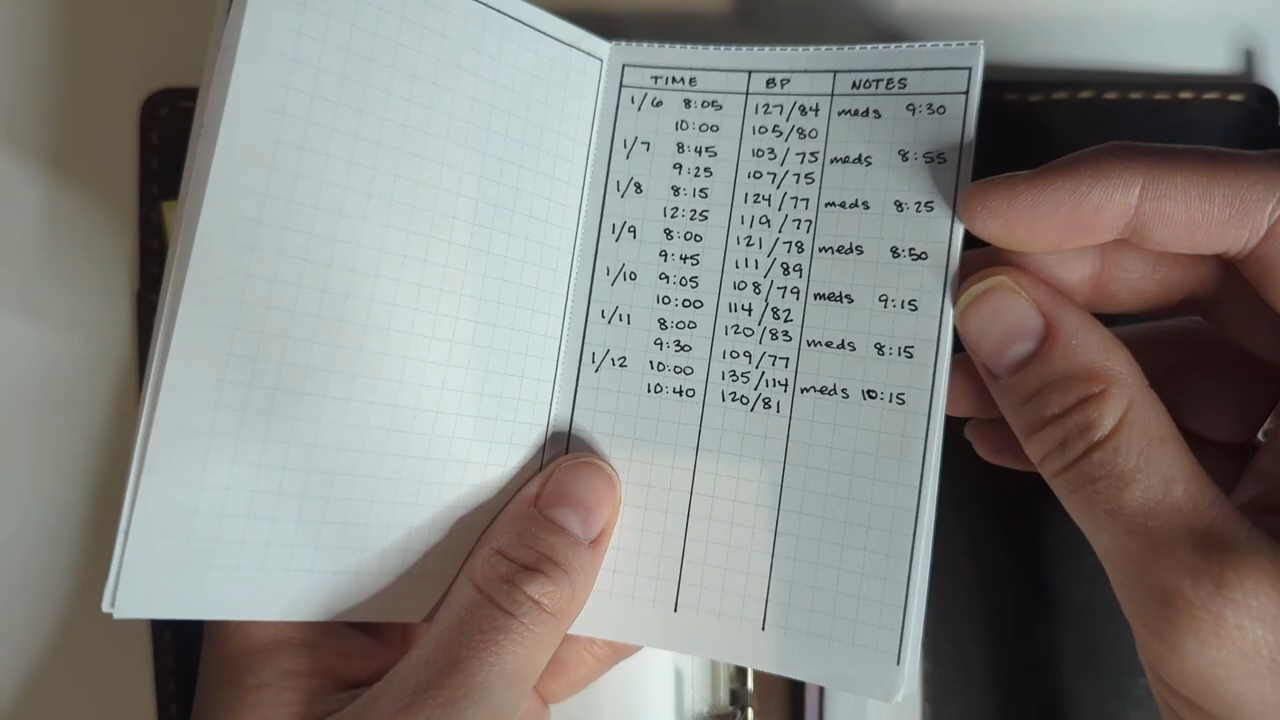 TIME BP NOTES
1/6 8:05 127/84 meds 9:30
10:00 105/80
1/7 8:45 103/75 meds 8:55
9:25 107/75
1/8 8:15 124/77 meds 8:25
12:25 119/77
1/9 8:00 121/78 meds 8:50
9:45 111/89
1/10 9:05 108/79 meds 9:15
10:00 114/82
1/11 8:00 120/83 meds 8:15
9:30 109/77
1/12 10:00 135/114 meds 10:15
10:40 120/81